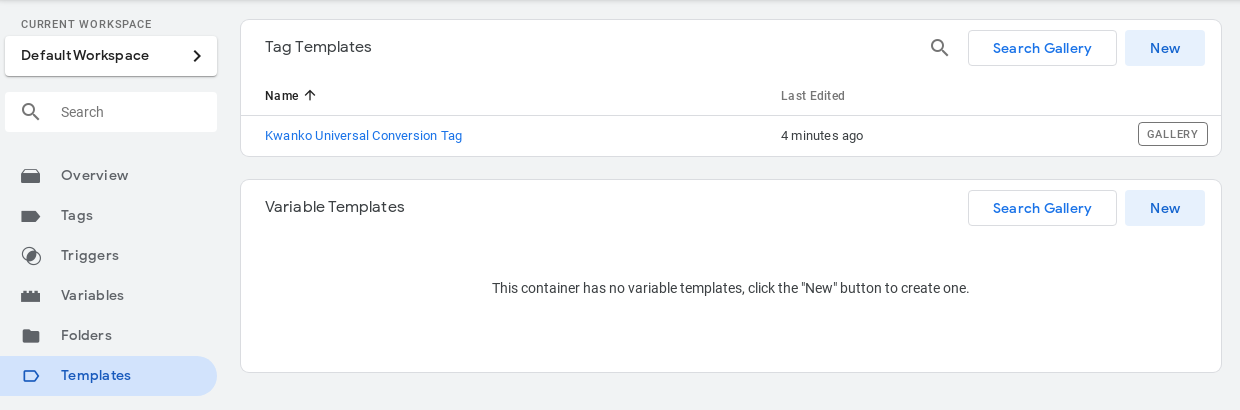 CURRENT WORKSPACE
Default Workspace
Search
Overview
Tags
Triggers
Variables
Folders
Templates
Tag Templates
Search Gallery
New
Name
Last Edited
Kwanko Universal Conversion Tag
4 minutes ago
GALLERY
Variable Templates
Search Gallery
New
This container has no variable templates, click the "New" button to create one.